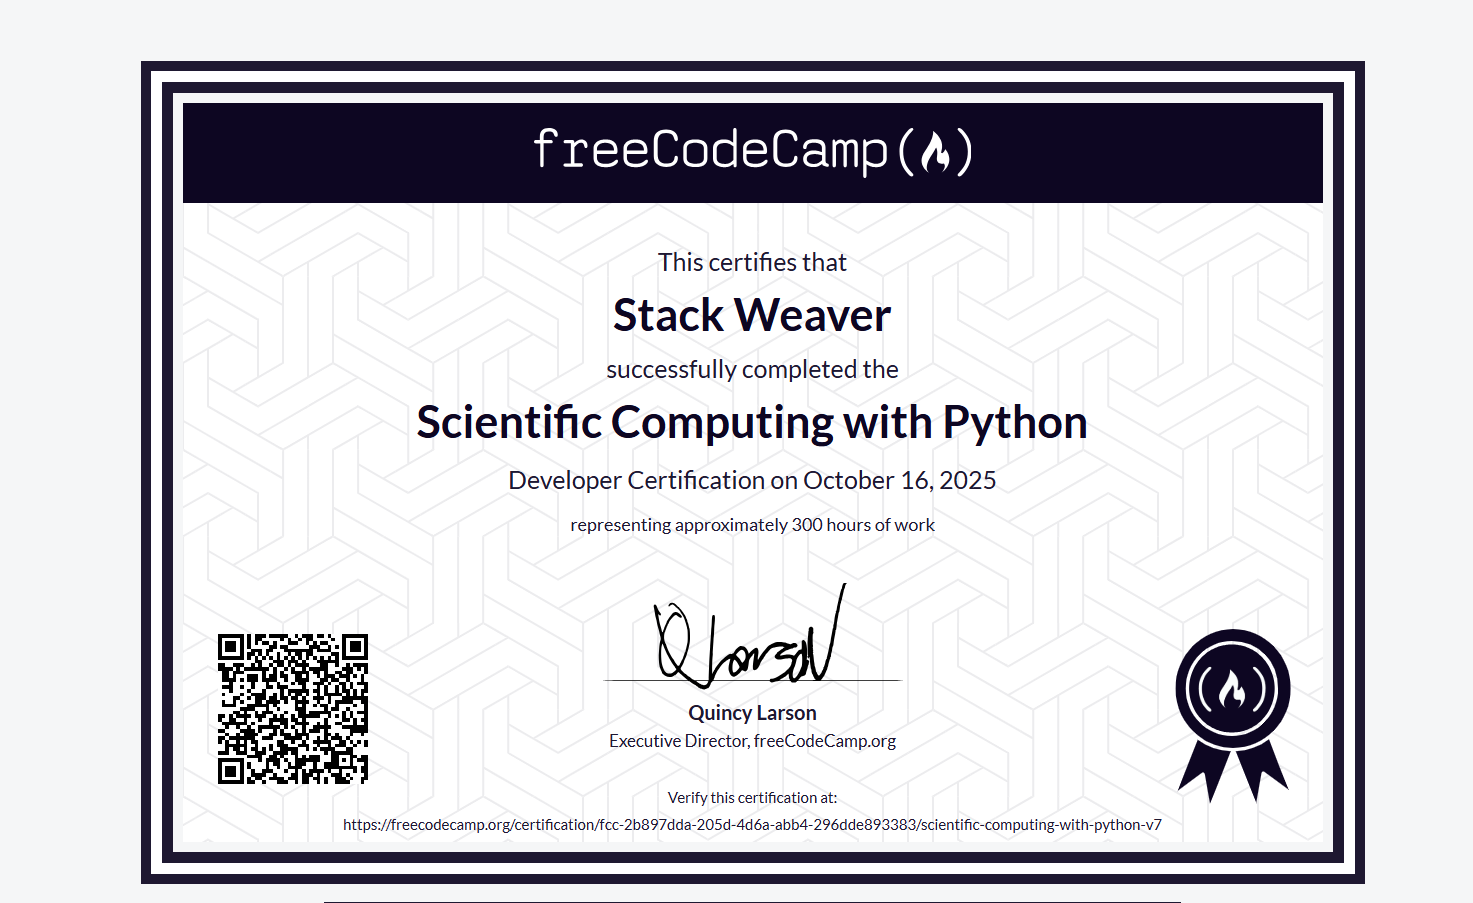 freeCodeCamp
This certifies that
Stack Weaver
successfully completed the
Scientific Computing with Python
Developer Certification on October 16, 2025
representing approximately 300 hours of work
Q Larson
Quincy Larson
Executive Director, freeCodeCamp.org
Verify this certification at:
https://freecodecamp.org/certification/fcc-2b897dda-205d-4d6a-abb4-296dde893383/scientific-computing-with-python-v7